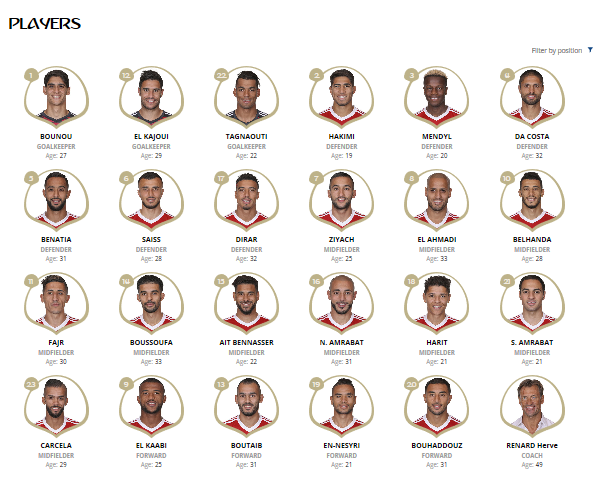 PLAYERS
Filter by position
1 12 22 2 3 4
BOUNOU EL KAJOUI TAGNAOUTI HAKIMI MENDYL DA COSTA
GOALKEEPER GOALKEEPER GOALKEEPER DEFENDER DEFENDER DEFENDER
Age: 27 Age: 29 Age: 22 Age: 19 Age: 20 Age: 32
5 6 17 7 8 10
BENATIA SAISS DIRAR ZIYACH EL AHMADI BELHANDA
DEFENDER DEFENDER DEFENDER MIDFIELDER MIDFIELDER MIDFIELDER
Age: 31 Age: 28 Age: 32 Age: 25 Age: 33 Age: 28
11 14 15 16 18 21
FAJR BOUSSOUFA AIT BENNASSER N. AMRABAT HARIT S. AMRABAT
MIDFIELDER MIDFIELDER MIDFIELDER MIDFIELDER MIDFIELDER MIDFIELDER
Age: 30 Age: 33 Age: 22 Age: 31 Age: 21 Age: 21
23 9 13 19 20
CARCELA EL KAABI BOUTAIB EN-NESYRI BOUHADDOUZ RENARD Herve
MIDFIELDER FORWARD FORWARD FORWARD FORWARD COACH
Age: 29 Age: 25 Age: 31 Age: 21 Age: 31 Age: 49